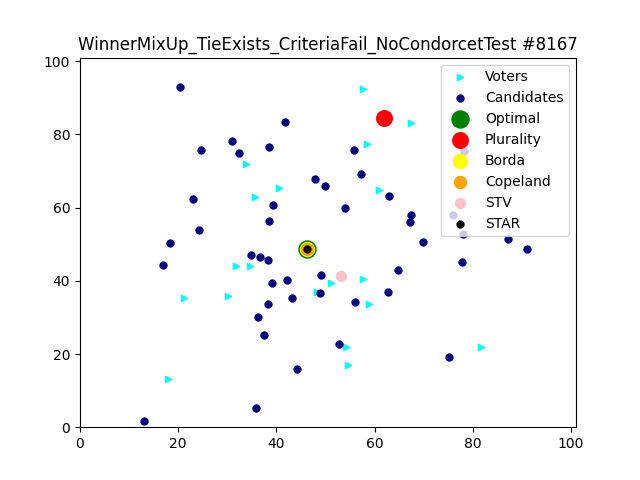 WinnerMixUp_TieExists_CriteriaFail_NoCondorcetTest #8167
Voters
Candidates
Optimal
Plurality
Borda
Copeland
STV
STAR
100
80
60
40
20
0
0 20 40 60 80 100